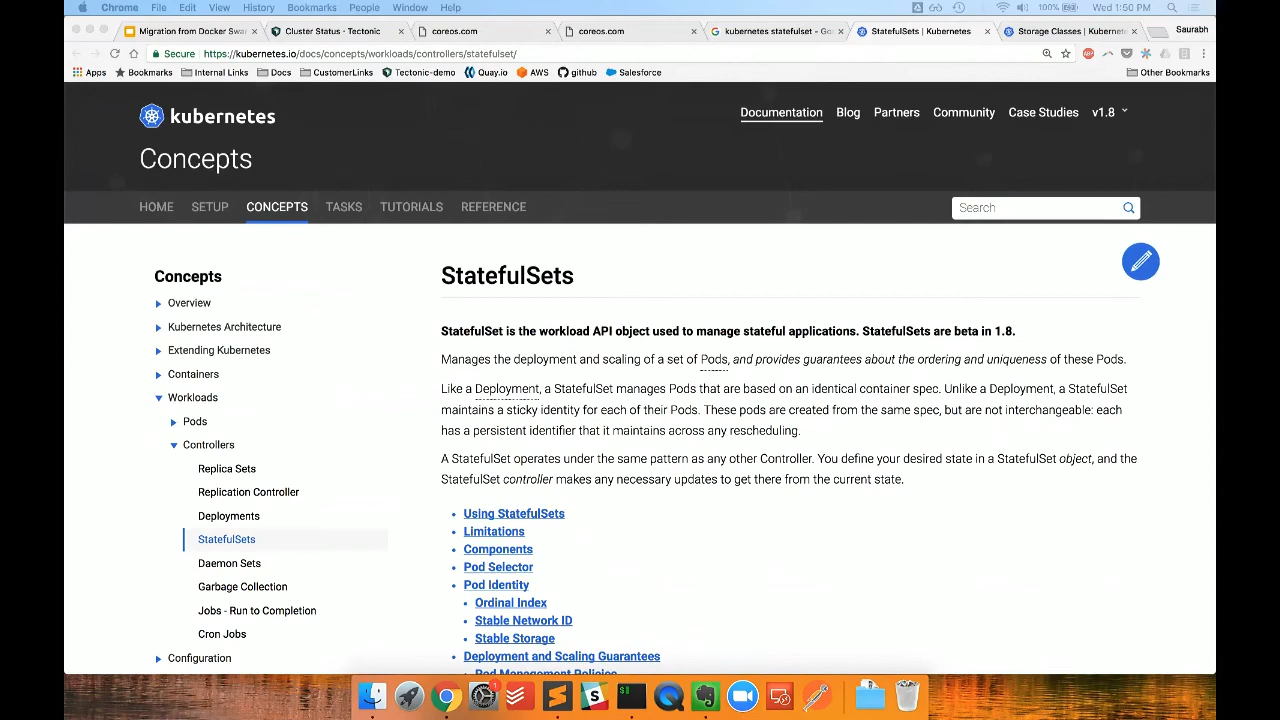 Chrome File Edit View History Bookmarks People Window Help 100% Wed 1:50 PM
Migration from Docker Swa Cluster Status - Tectonic coreos.com coreos.com kubernetes statefulset - Go StatefulSets | Kubernetes Storage Classes | Kubernete Saurabh
Secure https://kubernetes.io/docs/concepts/workloads/controllers/statefulset/
Apps Bookmarks Internal Links Docs CustomerLinks Tectonic-demo Quay.io AWS github Salesforce Other Bookmarks
kubernetes Documentation Blog Partners Community Case Studies v1.8
Concepts
HOME SETUP CONCEPTS TASKS TUTORIALS REFERENCE Search
Concepts
Overview
Kubernetes Architecture
Extending Kubernetes
Containers
Workloads
Pods
Controllers
Replica Sets
Replication Controller
Deployments
StatefulSets
Daemon Sets
Garbage Collection
Jobs - Run to Completion
Cron Jobs
Configuration
StatefulSets
StatefulSet is the workload API object used to manage stateful applications. StatefulSets are beta in 1.8.
Manages the deployment and scaling of a set of Pods, and provides guarantees about the ordering and uniqueness of these Pods.
Like a Deployment, a StatefulSet manages Pods that are based on an identical container spec. Unlike a Deployment, a StatefulSet
maintains a sticky identity for each of their Pods. These pods are created from the same spec, but are not interchangeable: each
has a persistent identifier that it maintains across any rescheduling.
A StatefulSet operates under the same pattern as any other Controller. You define your desired state in a StatefulSet object, and the
StatefulSet controller makes any necessary updates to get there from the current state.
Using StatefulSets
Limitations
Components
Pod Selector
Pod Identity
Ordinal Index
Stable Network ID
Stable Storage
Deployment and Scaling Guarantees
Pod Management Policies